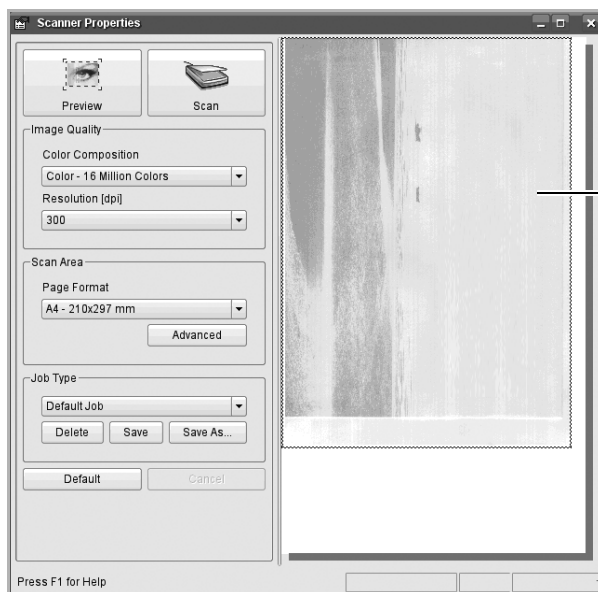 Scanner Properties
Preview
Scan
Image Quality
Color Composition
Color - 16 Million Colors
Resolution [dpi]
300
Scan Area
Page Format
A4 - 210x297 mm
Advanced
Job Type
Default Job
Delete Save Save As...
Default Cancel
Press F1 for Help